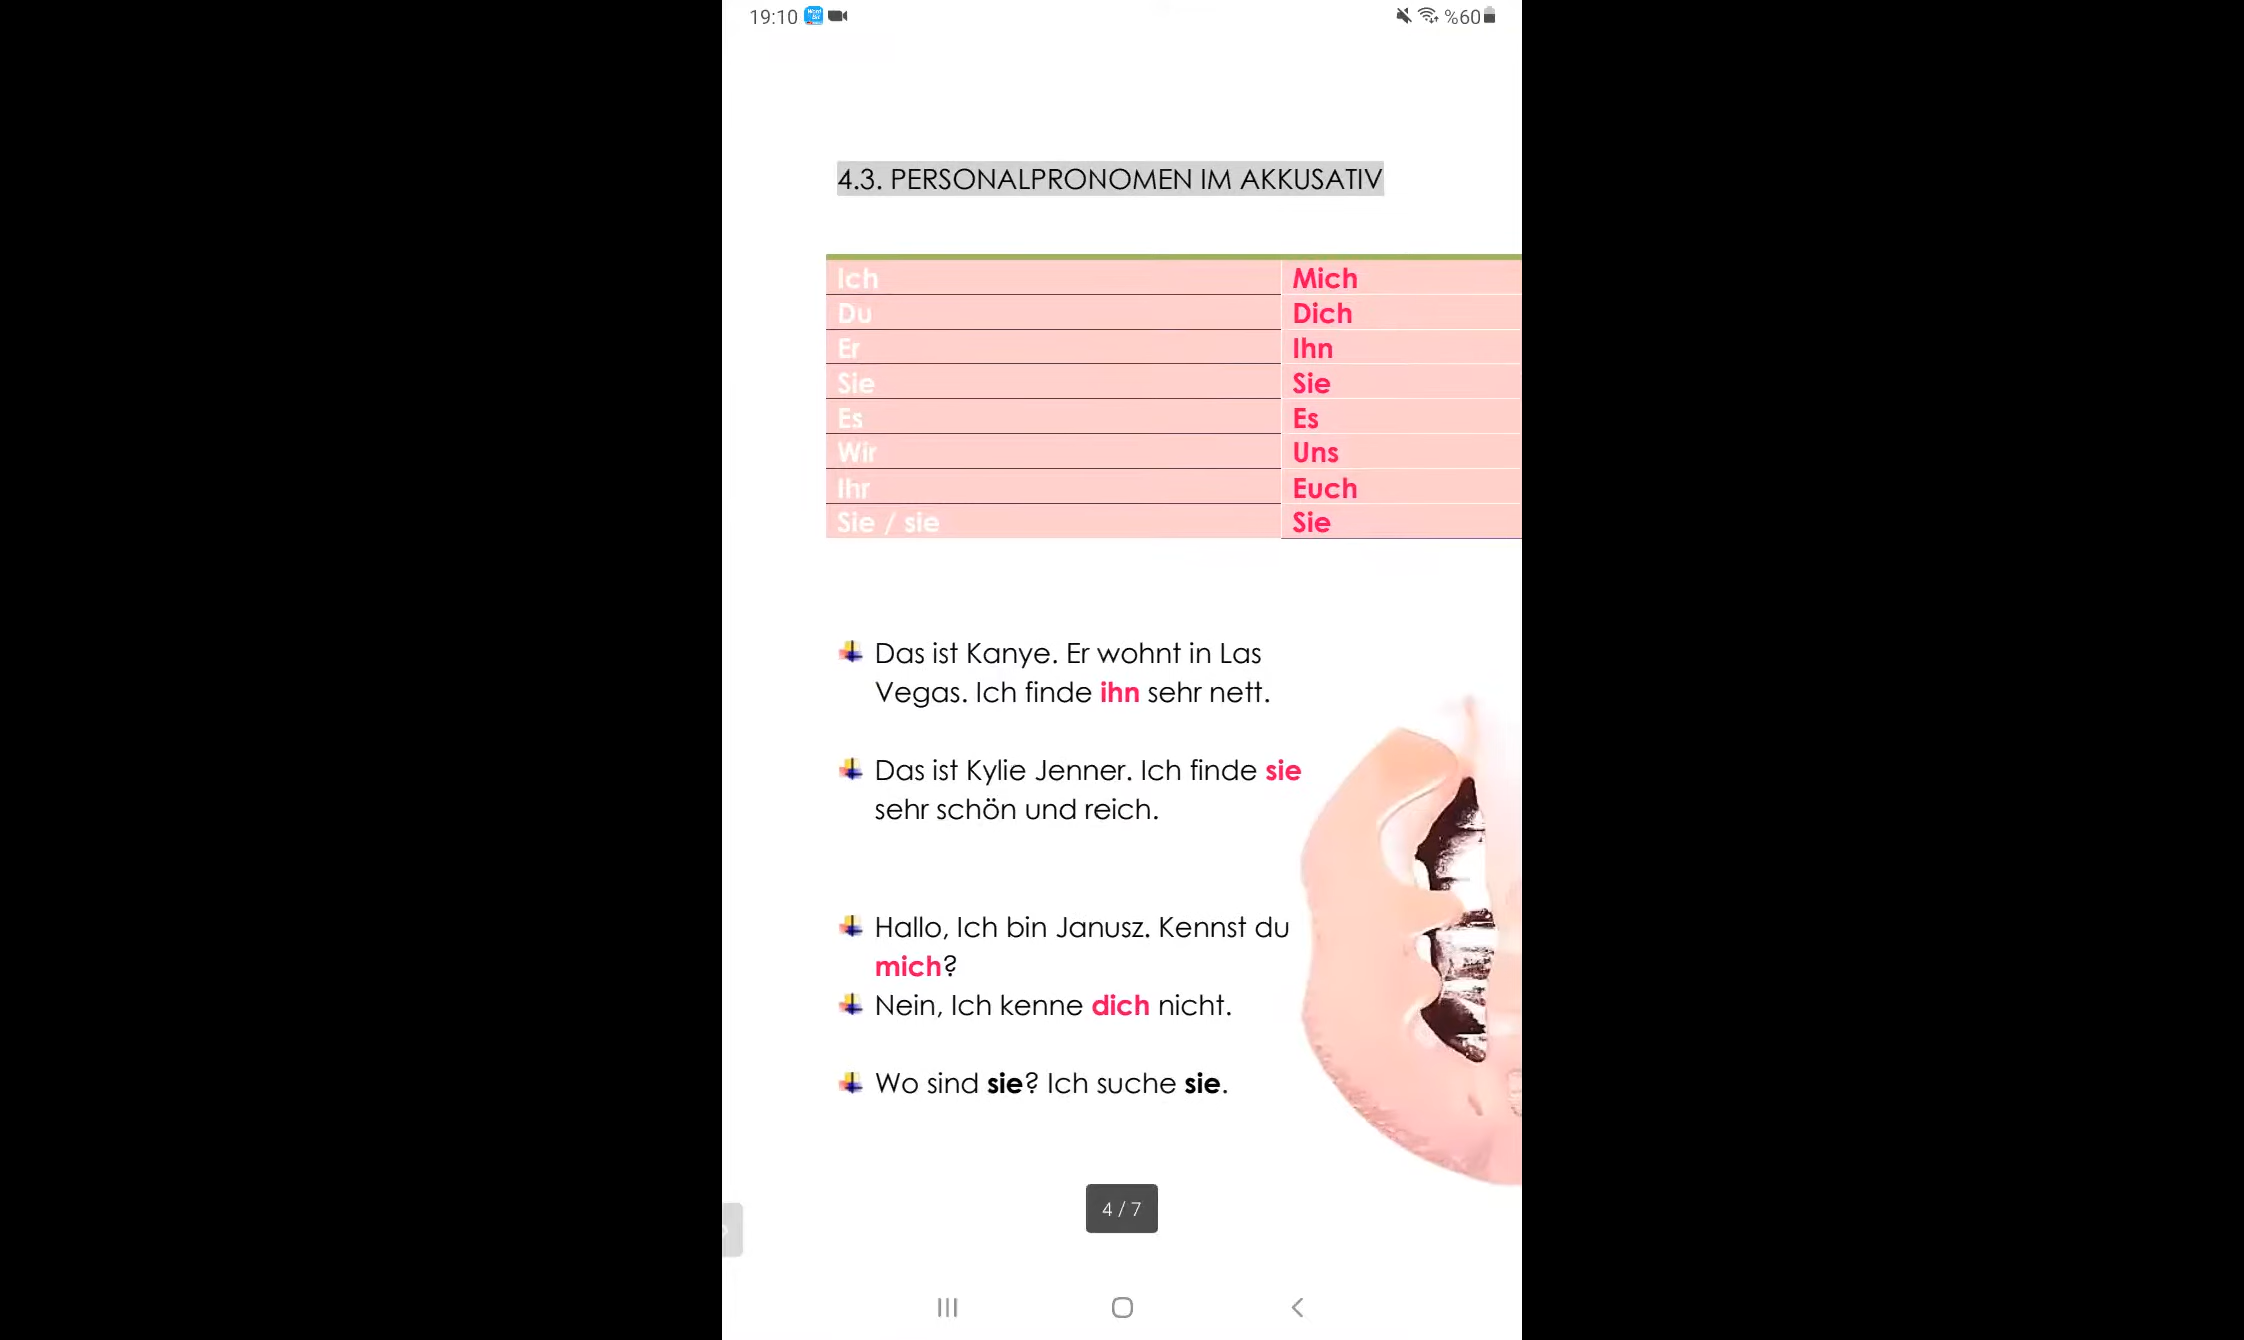 19:10 %60
4.3. PERSONALPRONOMEN IM AKKUSATIV
Ich Mich
Du Dich
Er Ihn
Sie Sie
Es Es
Wir Uns
Ihr Euch
Sie / sie Sie
Das ist Kanye. Er wohnt in Las
Vegas. Ich finde ihn sehr nett.
Das ist Kylie Jenner. Ich finde sie
sehr schön und reich.
Hallo, Ich bin Janusz. Kennst du
mich?
Nein, Ich kenne dich nicht.
Wo sind sie? Ich suche sie.
4 / 7